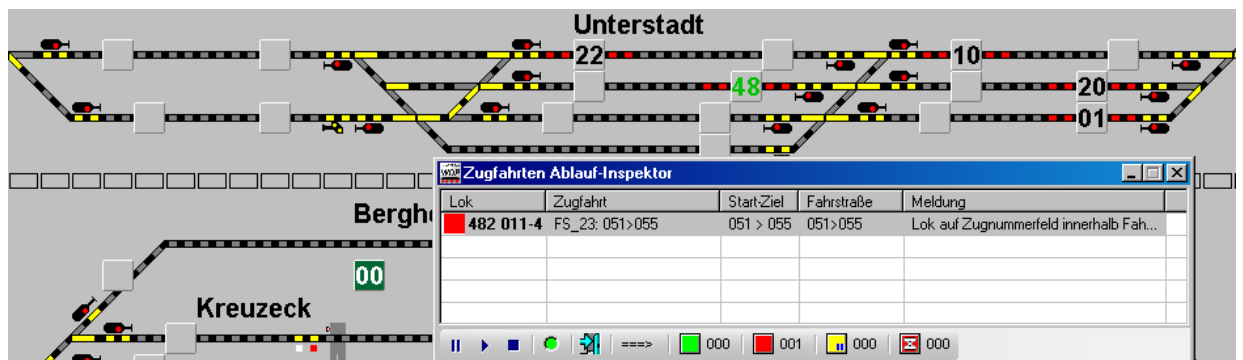 Unterstadt
22
10
48
20
01
WDP Zugfahrten Ablauf-Inspektor
Lok Zugfahrt Start-Ziel Fahrstraße Meldung
482 011-4 FS_23: 051>055 051 > 055 051>055 Lok auf Zugnummerfeld innerhalb Fah...
Bergh
00
Kreuzeck
===> 000 001 000 000